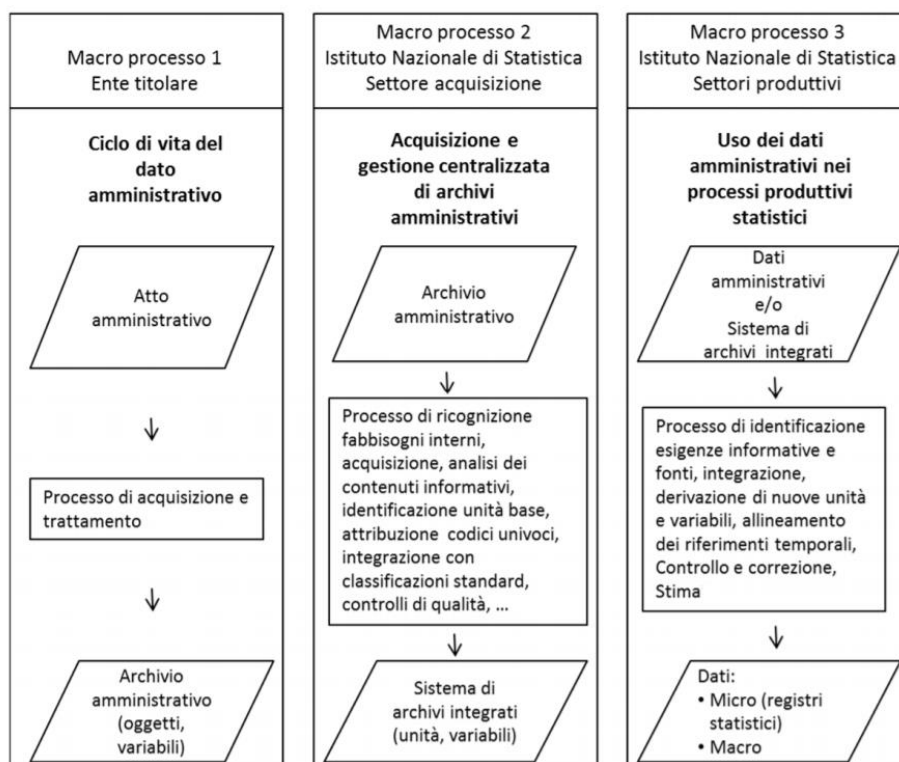 Macro processo 1
Ente titolare
Ciclo di vita del
dato
amministrativo
Atto
amministrativo
Processo di acquisizione e
trattamento
Archivio
amministrativo
(oggetti,
variabili)
Macro processo 2
Istituto Nazionale di Statistica
Settore acquisizione
Acquisizione e
gestione centralizzata
di archivi
amministrativi
Archivio
amministrativo
Processo di ricognizione
fabbisogni interni,
acquisizione, analisi dei
contenuti informativi,
identificazione unità base,
attribuzione codici univoci,
integrazione con
classificazioni standard,
controlli di qualità, ...
Sistema di
archivi integrati
(unità, variabili)
Macro processo 3
Istituto Nazionale di Statistica
Settori produttivi
Uso dei dati
amministrativi nei
processi produttivi
statistici
Dati
amministrativi
e/o
Sistema di
archivi integrati
Processo di identificazione
esigenze informative e
fonti, integrazione,
derivazione di nuove unità
e variabili, allineamento
dei riferimenti temporali,
Controllo e correzione,
Stima
Dati:
• Micro (registri
statistici)
• Macro